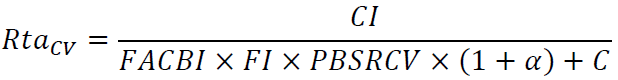 Rta_CV = CI / (FACBI × FI × PBSRCV × (1 + α) + C)